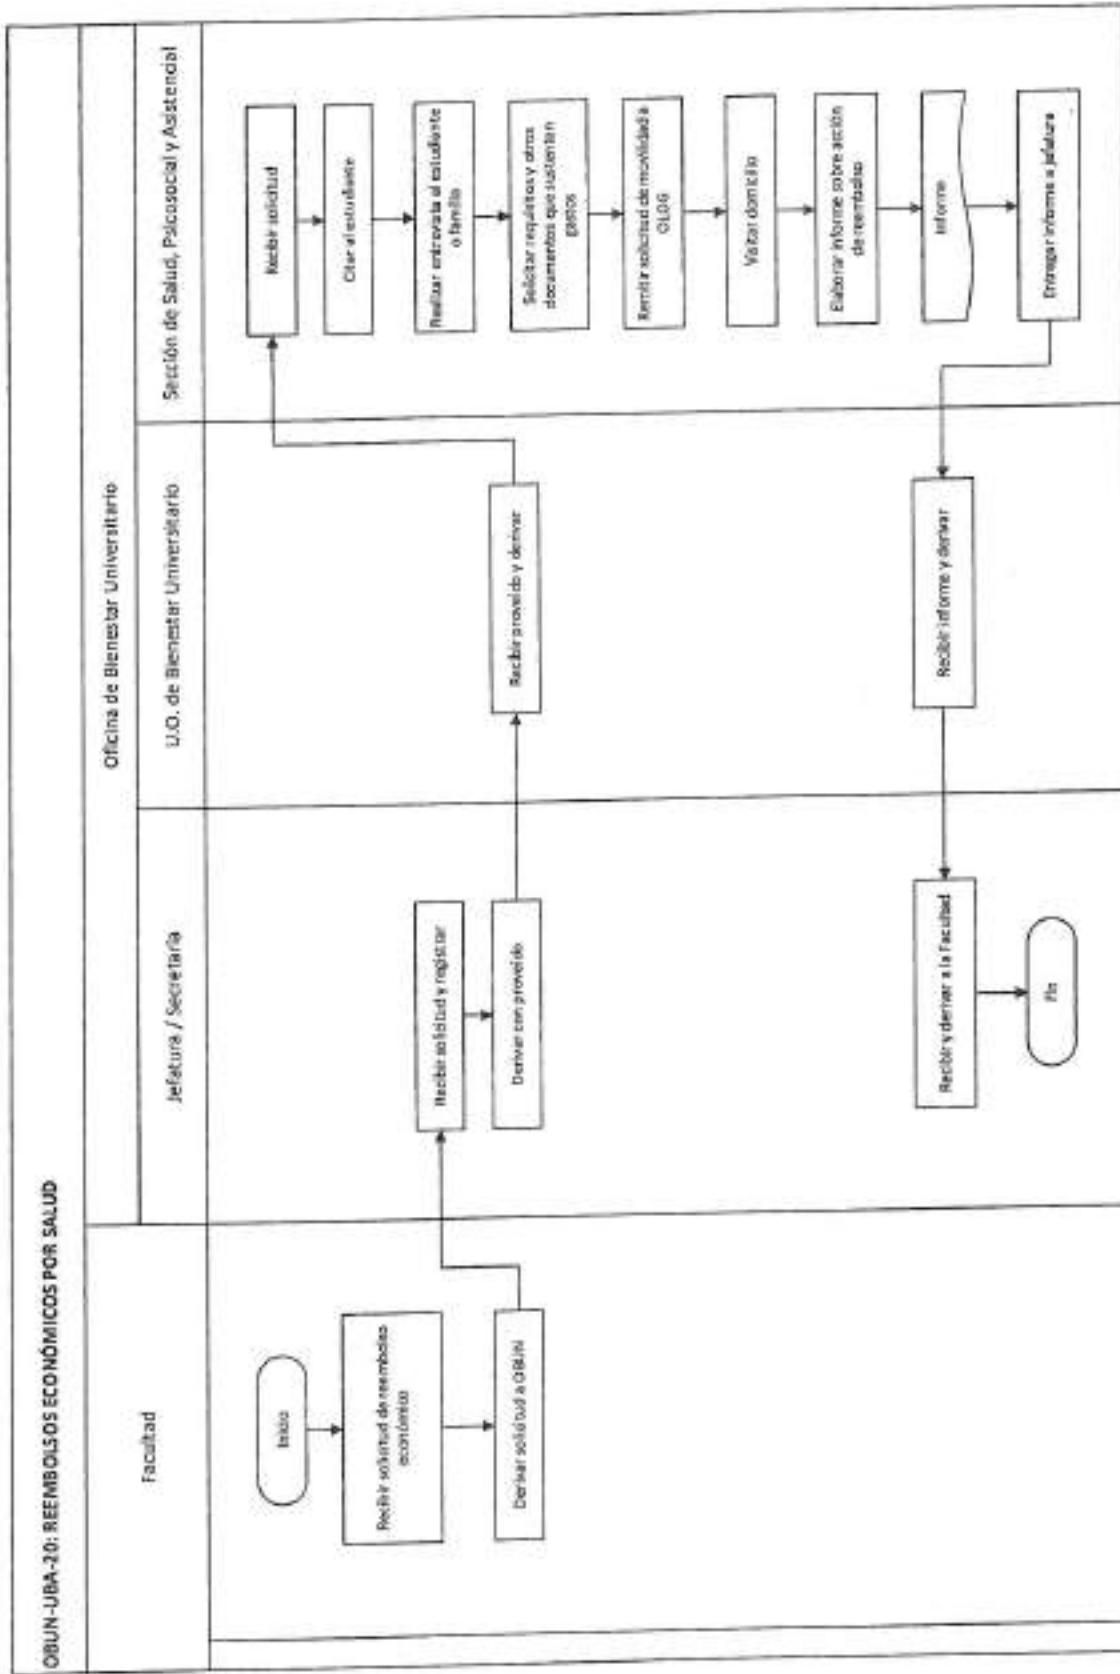 OBUN-UBA-20: REEMBOLSOS ECONÓMICOS POR SALUD
Facultad
Oficina de Bienestar Universitario
Jefatura / Secretaría
U.O. de Bienestar Universitario
Sección de Salud, Psicosocial y Asistencial
Inicio
Recibir solicitud de reembolso
económico
Derivar solicitud a OBUN
Recibir solicitud y registrar
Derivar con proveido
Recibir proveido y derivar
Recibir solicitud
Citar al estudiante
Realizar entrevista al estudiante
o familia
Solicitar requisitos y otros
documentos que sustenten
gastos
Remitir solicitud de movilidad a
OLOG
Visitar domicilio
Elaborar informe sobre acción
de reembolso
Informe
Entregar informe a jefatura
Recibir informe y derivar
Recibir y derivar a la Facultad
Fin